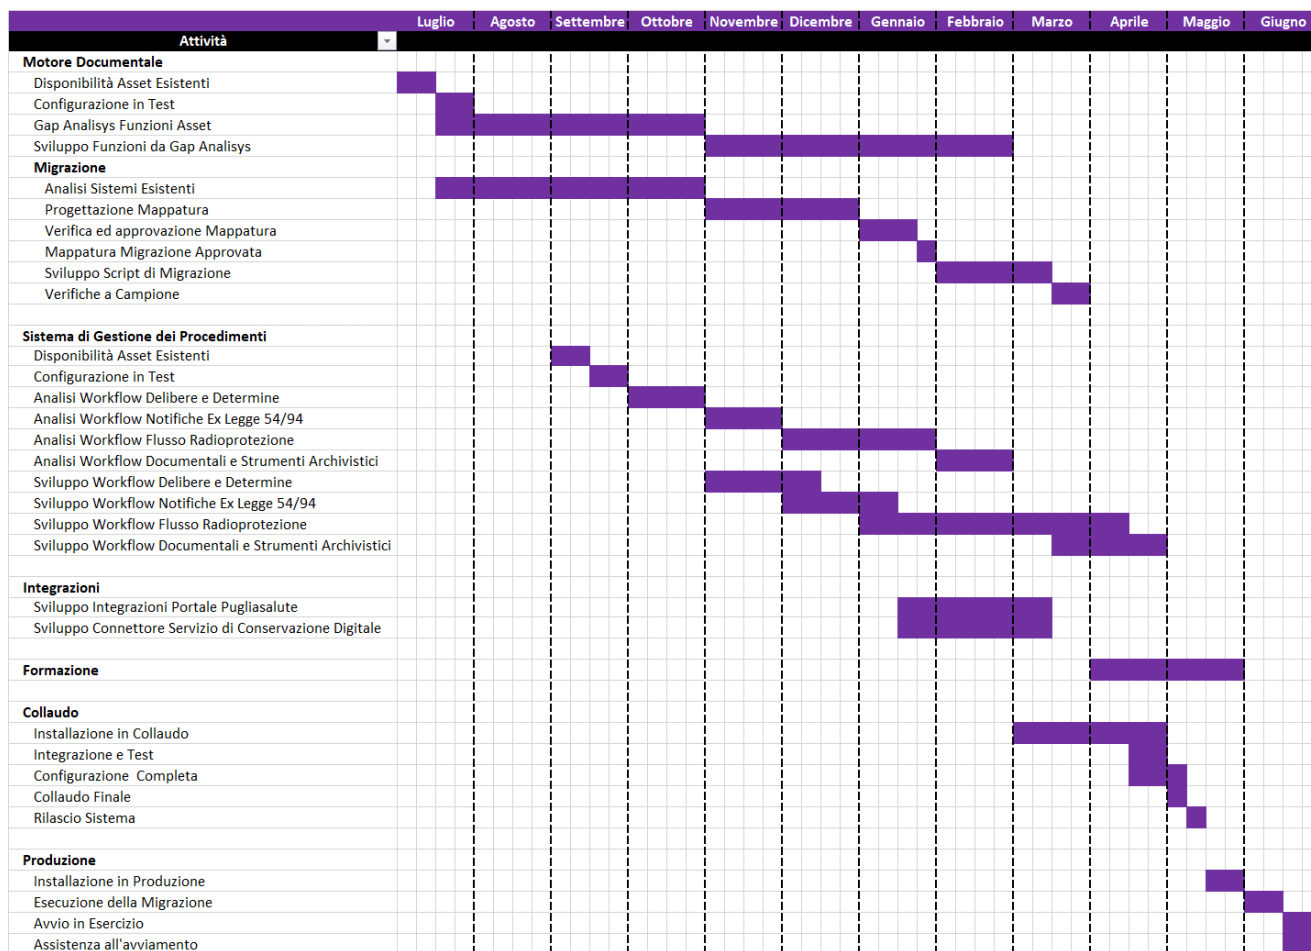 Luglio Agosto Settembre Ottobre Novembre Dicembre Gennaio Febbraio Marzo Aprile Maggio Giugno
Attività
Motore Documentale
Disponibilità Asset Esistenti
Configurazione in Test
Gap Analisys Funzioni Asset
Sviluppo Funzioni da Gap Analisys
Migrazione
Analisi Sistemi Esistenti
Progettazione Mappatura
Verifica ed approvazione Mappatura
Mappatura Migrazione Approvata
Sviluppo Script di Migrazione
Verifiche a Campione
Sistema di Gestione dei Procedimenti
Disponibilità Asset Esistenti
Configurazione in Test
Analisi Workflow Delibere e Determine
Analisi Workflow Notifiche Ex Legge 54/94
Analisi Workflow Flusso Radioprotezione
Analisi Workflow Documentali e Strumenti Archivistici
Sviluppo Workflow Delibere e Determine
Sviluppo Workflow Notifiche Ex Legge 54/94
Sviluppo Workflow Flusso Radioprotezione
Sviluppo Workflow Documentali e Strumenti Archivistici
Integrazioni
Sviluppo Integrazioni Portale Pugliasalute
Sviluppo Connettore Servizio di Conservazione Digitale
Formazione
Collaudo
Installazione in Collaudo
Integrazione e Test
Configurazione Completa
Collaudo Finale
Rilascio Sistema
Produzione
Installazione in Produzione
Esecuzione della Migrazione
Avvio in Esercizio
Assistenza all'avviamento